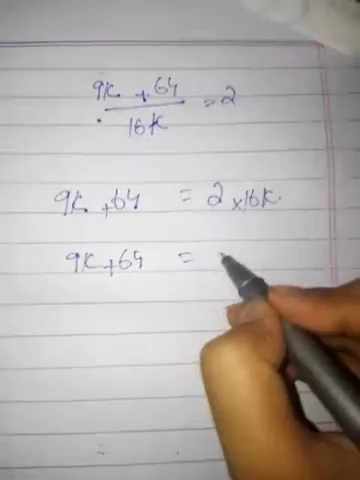 9k + 64
16k = 2
9k + 64 = 2 x 16k.
9k + 64 =